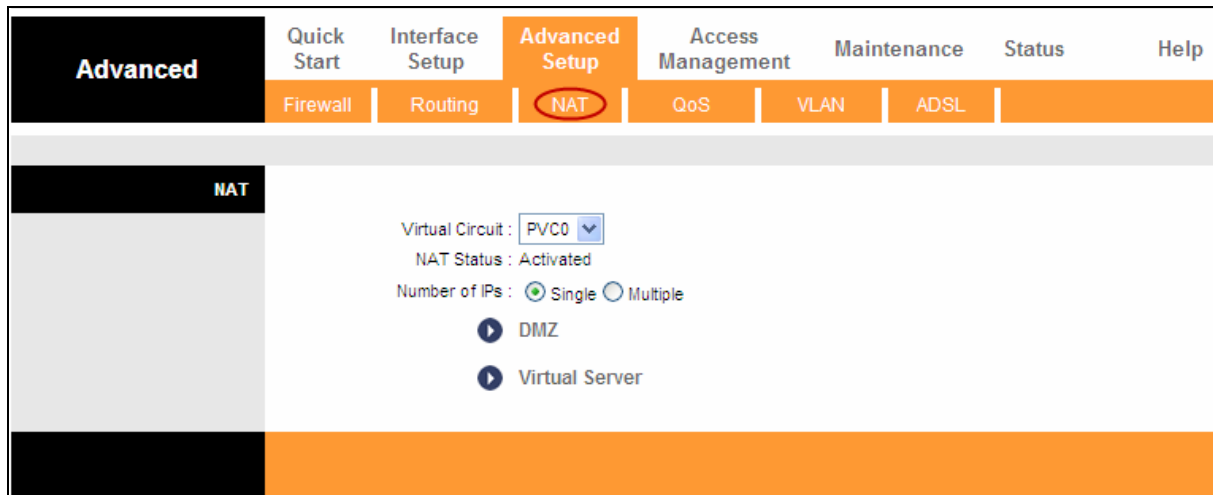 Advanced
Quick Start
Interface Setup
Advanced Setup
Access Management
Maintenance
Status
Help
Firewall
Routing
NAT
QoS
VLAN
ADSL
NAT
Virtual Circuit : PVC0
NAT Status : Activated
Number of IPs : Single Multiple
DMZ
Virtual Server